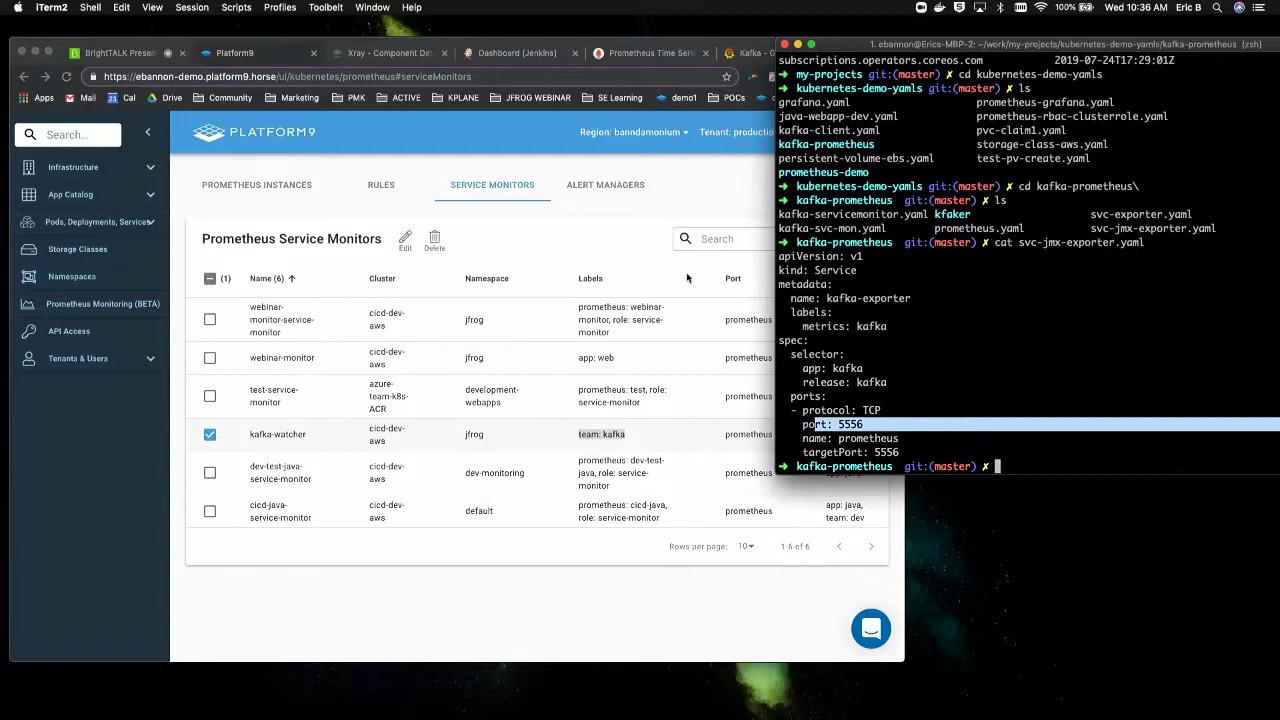 iTerm2 Shell Edit View Session Scripts Profiles Toolbelt Window Help
100% Wed 10:36 AM Eric B
BrightTALK Presen
Platform9
Xray - Component De
Dashboard [Jenkins]
Prometheus Time Serie
Kafka - G
https://ebannon-demo.platform9.horse/ui/kubernetes/prometheus#serviceMonitors
Apps Mail Cal Drive Community Marketing PMK ACTIVE KPLANE JFROG WEBINAR SE Learning demo1 POCs
Search...
PLATFORM9
Region: banndamonium
Tenant: productio
Infrastructure
App Catalog
Pods, Deployments, Services
Storage Classes
Namespaces
Prometheus Monitoring (BETA)
API Access
Tenants & Users
PROMETHEUS INSTANCES RULES SERVICE MONITORS ALERT MANAGERS
Prometheus Service Monitors
Edit
Delete
Search
(1) Name (6) Cluster Namespace Labels Port
webinar-monitor-service-monitor cicd-dev-aws jfrog prometheus: webinar-monitor, role: service-monitor prometheus
webinar-monitor cicd-dev-aws jfrog app: web prometheus
test-service-monitor azure-team-k8s-ACR development-webapps prometheus: test, role: service-monitor prometheus
kafka-watcher cicd-dev-aws jfrog team: kafka prometheus
dev-test-java-service-monitor cicd-dev-aws dev-monitoring prometheus: dev-test-java, role: service-monitor prometheus
cicd-java-service-monitor cicd-dev-aws default prometheus: cicd-java, role: service-monitor prometheus app: java, team: dev
Rows per page: 10 1-6 of 6
1. ebannon@Erics-MBP-2: ~/work/my-projects/kubernetes-demo-yamls/kafka-prometheus (zsh)
subscriptions.operators.coreos.com 2019-07-24T17:29:01Z
➜ my-projects git:(master) ✗ cd kubernetes-demo-yamls
➜ kubernetes-demo-yamls git:(master) ✗ ls
grafana.yaml prometheus-grafana.yaml
java-webapp-dev.yaml prometheus-rbac-clusterrole.yaml
kafka-client.yaml pvc-claim1.yaml
kafka-prometheus storage-class-aws.yaml
persistent-volume-ebs.yaml test-pv-create.yaml
prometheus-demo
➜ kubernetes-demo-yamls git:(master) ✗ cd kafka-prometheus\
➜ kafka-prometheus git:(master) ✗ ls
kafka-servicemonitor.yaml kfaker svc-exporter.yaml
kafka-svc-mon.yaml prometheus.yaml svc-jmx-exporter.yaml
➜ kafka-prometheus git:(master) ✗ cat svc-jmx-exporter.yaml
apiVersion: v1
kind: Service
metadata:
name: kafka-exporter
labels:
metrics: kafka
spec:
selector:
app: kafka
release: kafka
ports:
- protocol: TCP
port: 5556
name: prometheus
targetPort: 5556
➜ kafka-prometheus git:(master) ✗